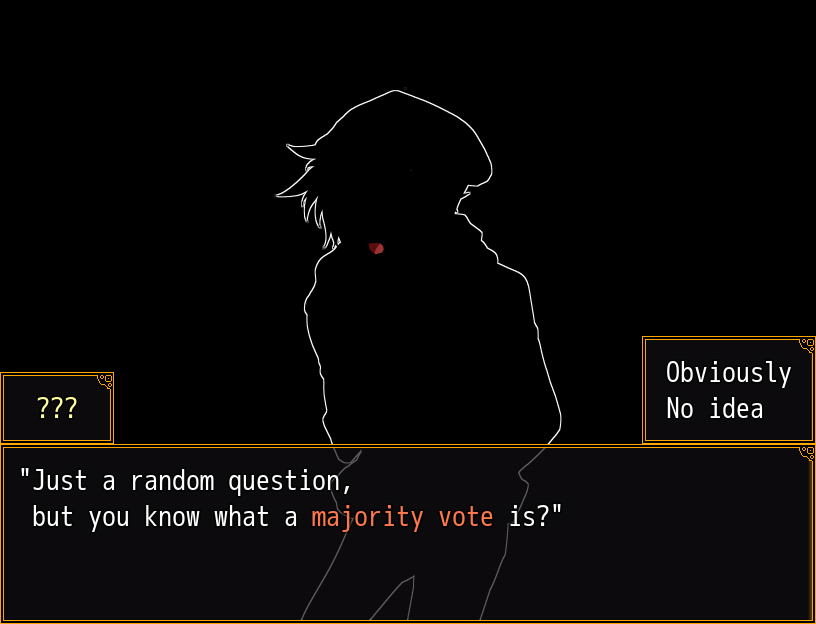 Obviously
No idea
???
"Just a random question,
but you know what a majority vote is?"